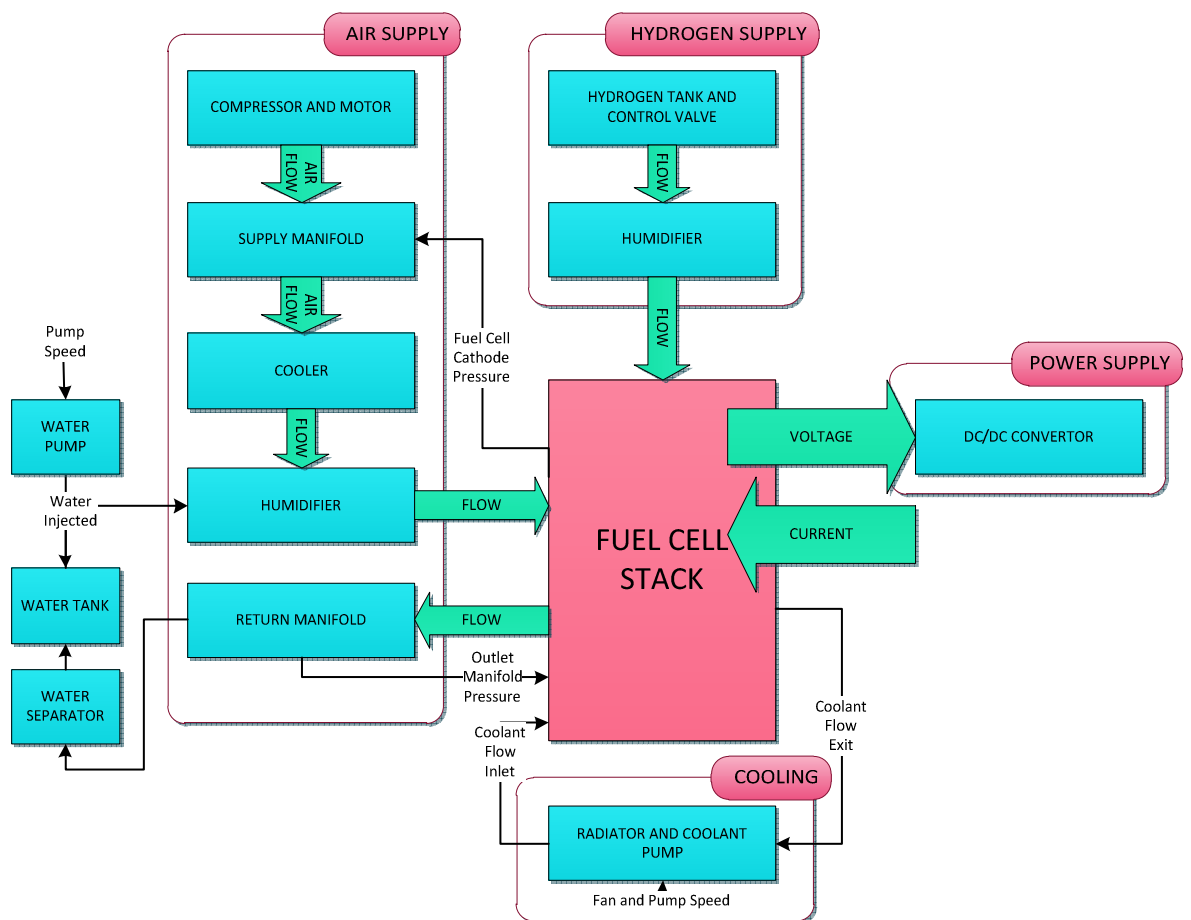 AIR SUPPLY
COMPRESSOR AND MOTOR
AIR
FLOW
SUPPLY MANIFOLD
AIR
FLOW
COOLER
FLOW
HUMIDIFIER
FLOW
RETURN MANIFOLD
FLOW
HYDROGEN SUPPLY
HYDROGEN TANK AND
CONTROL VALVE
FLOW
HUMIDIFIER
FLOW
Fuel Cell
Cathode
Pressure
Pump
Speed
WATER
PUMP
Water
Injected
WATER TANK
WATER
SEPARATOR
FUEL CELL
STACK
POWER SUPPLY
VOLTAGE
DC/DC CONVERTOR
CURRENT
Outlet
Manifold
Pressure
Coolant
Flow
Inlet
Coolant
Flow
Exit
COOLING
RADIATOR AND COOLANT
PUMP
Fan and Pump Speed